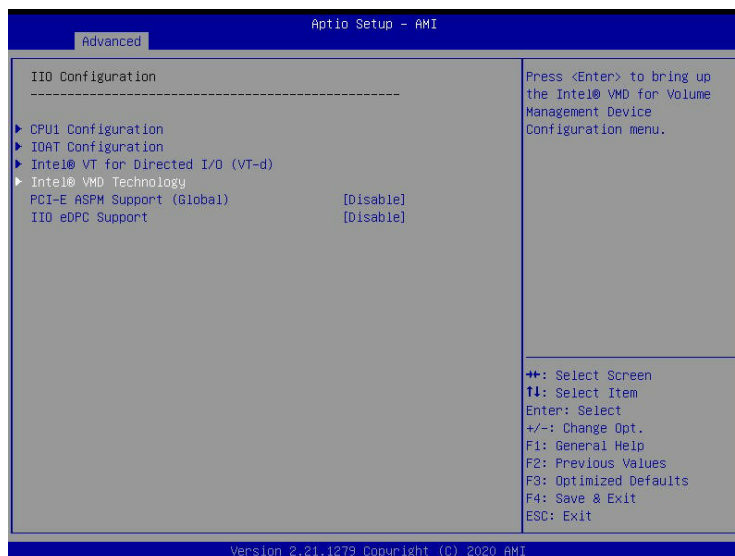 Aptio Setup - AMI
Advanced
IIO Configuration
--------------------------------------------------
CPU1 Configuration
IOAT Configuration
Intel® VT for Directed I/O (VT-d)
Intel® VMD Technology
PCI-E ASPM Support (Global) [Disable]
IIO eDPC Support [Disable]
Press <Enter> to bring up
the Intel® VMD for Volume
Management Device
Configuration menu.
→←: Select Screen
↑↓: Select Item
Enter: Select
+/-: Change Opt.
F1: General Help
F2: Previous Values
F3: Optimized Defaults
F4: Save & Exit
ESC: Exit
Version 2.21.1279 Copyright (C) 2020 AMI